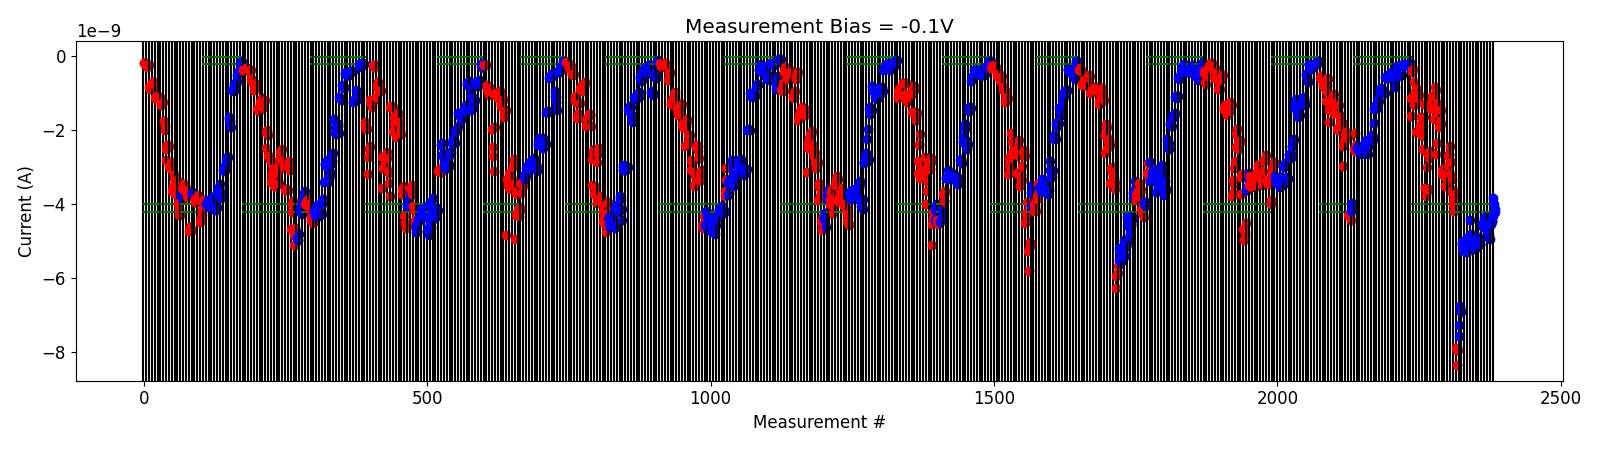 Measurement Bias = -0.1V
1e−9
0
−2
−4
−6
−8
Current (A)
0 500 1000 1500 2000 2500
Measurement #